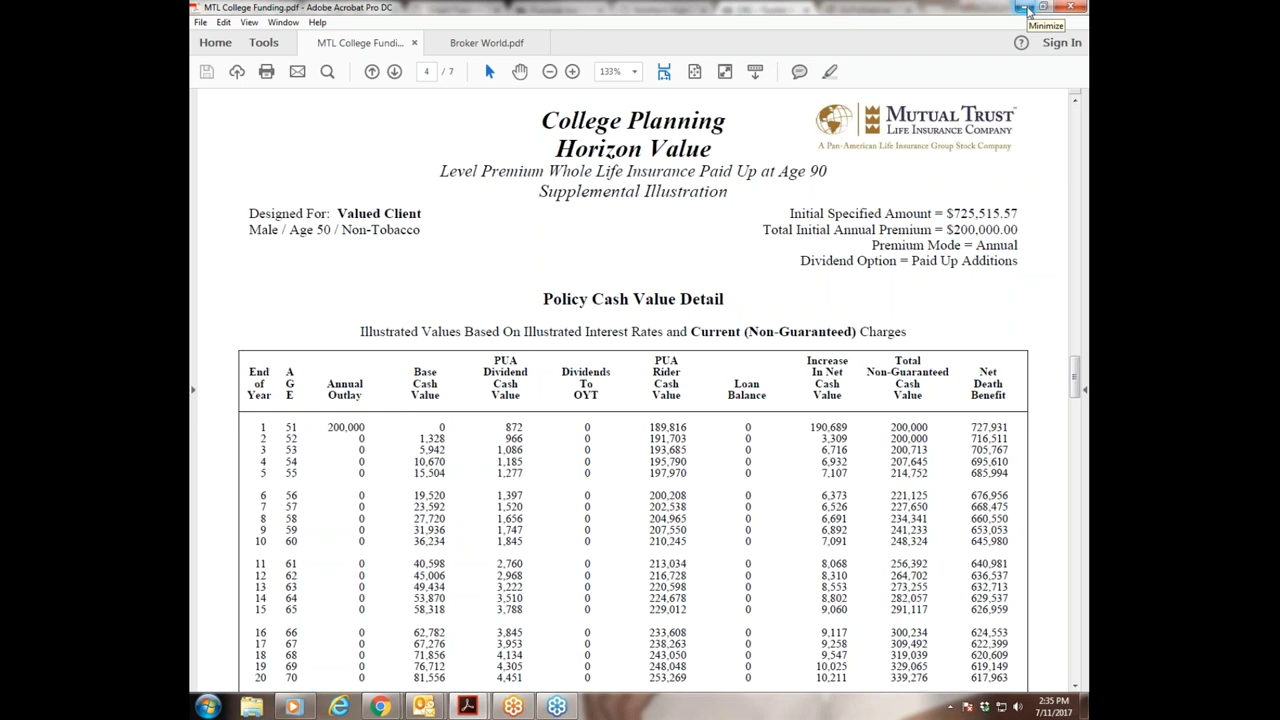 MTL College Funding.pdf - Adobe Acrobat Pro DC
Minimize
File Edit View Window Help
Home Tools MTL College Fundi... × Broker World.pdf ? Sign In
4 / 7 133%
College Planning
Horizon Value
Level Premium Whole Life Insurance Paid Up at Age 90
Supplemental Illustration
MUTUAL TRUST
LIFE INSURANCE COMPANY
A Pan-American Life Insurance Group Stock Company
Designed For: Valued Client
Male / Age 50 / Non-Tobacco
Initial Specified Amount = $725,515.57
Total Initial Annual Premium = $200,000.00
Premium Mode = Annual
Dividend Option = Paid Up Additions
Policy Cash Value Detail
Illustrated Values Based On Illustrated Interest Rates and Current (Non-Guaranteed) Charges
PUA PUA Increase Total
End A Base Dividend Dividends Rider In Net Non-Guaranteed Net
of G Annual Cash Cash To Cash Loan Cash Cash Death
Year E Outlay Value Value OYT Value Balance Value Value Benefit
1 51 200,000 0 872 0 189,816 0 190,689 200,000 727,931
2 52 0 1,328 966 0 191,703 0 3,309 200,000 716,511
3 53 0 5,942 1,086 0 193,685 0 6,716 200,713 705,767
4 54 0 10,670 1,185 0 195,790 0 6,932 207,645 695,610
5 55 0 15,504 1,277 0 197,970 0 7,107 214,752 685,994
6 56 0 19,520 1,397 0 200,208 0 6,373 221,125 676,956
7 57 0 23,592 1,520 0 202,538 0 6,526 227,650 668,475
8 58 0 27,720 1,656 0 204,965 0 6,691 234,341 660,550
9 59 0 31,936 1,747 0 207,550 0 6,892 241,233 653,053
10 60 0 36,234 1,845 0 210,245 0 7,091 248,324 645,980
11 61 0 40,598 2,760 0 213,034 0 8,068 256,392 640,981
12 62 0 45,006 2,968 0 216,728 0 8,310 264,702 636,537
13 63 0 49,434 3,222 0 220,598 0 8,553 273,255 632,713
14 64 0 53,870 3,510 0 224,678 0 8,802 282,057 629,537
15 65 0 58,318 3,788 0 229,012 0 9,060 291,117 626,959
16 66 0 62,782 3,845 0 233,608 0 9,117 300,234 624,553
17 67 0 67,276 3,953 0 238,263 0 9,258 309,492 622,399
18 68 0 71,856 4,134 0 243,050 0 9,547 319,039 620,609
19 69 0 76,712 4,305 0 248,048 0 10,025 329,065 619,149
20 70 0 81,556 4,451 0 253,269 0 10,211 339,276 617,963
2:35 PM
7/11/2017